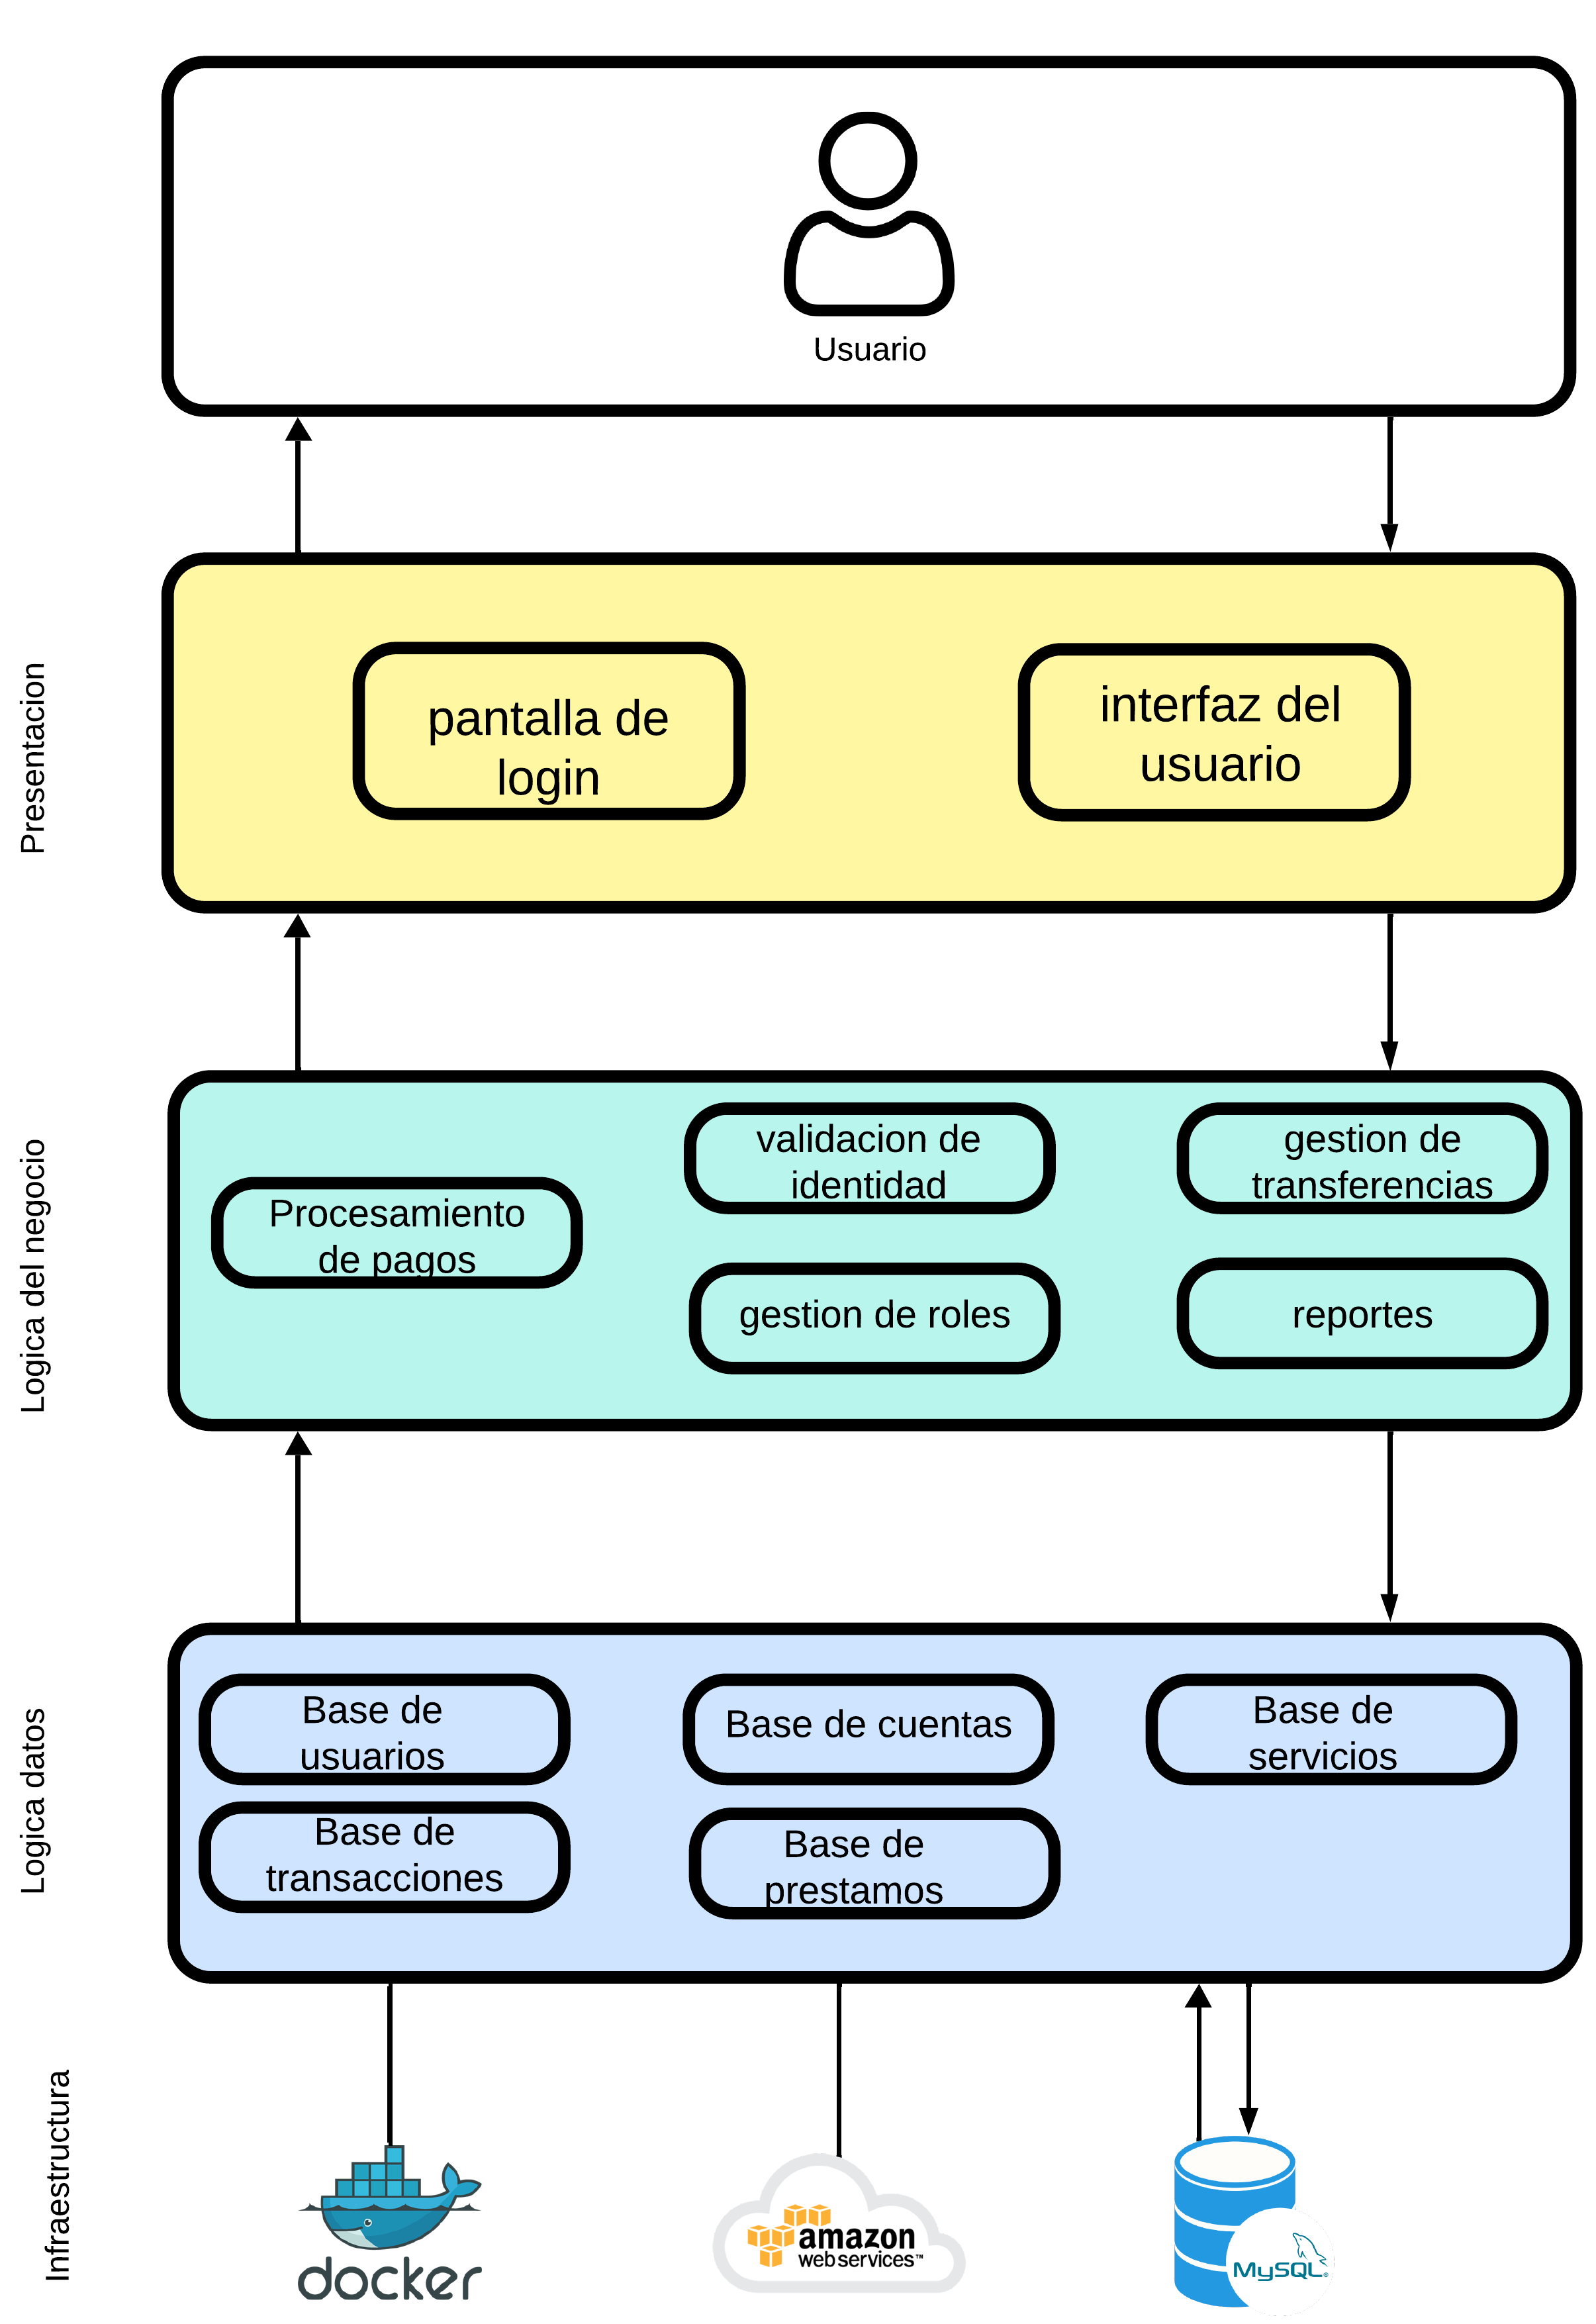 Usuario
Presentacion
pantalla de
login
interfaz del
usuario
Logica del negocio
Procesamiento
de pagos
validacion de
identidad
gestion de
transferencias
gestion de roles
reportes
Logica datos
Base de
usuarios
Base de cuentas
Base de
servicios
Base de
transacciones
Base de
prestamos
Infraestructura
docker
amazon
web services™
MySQL®